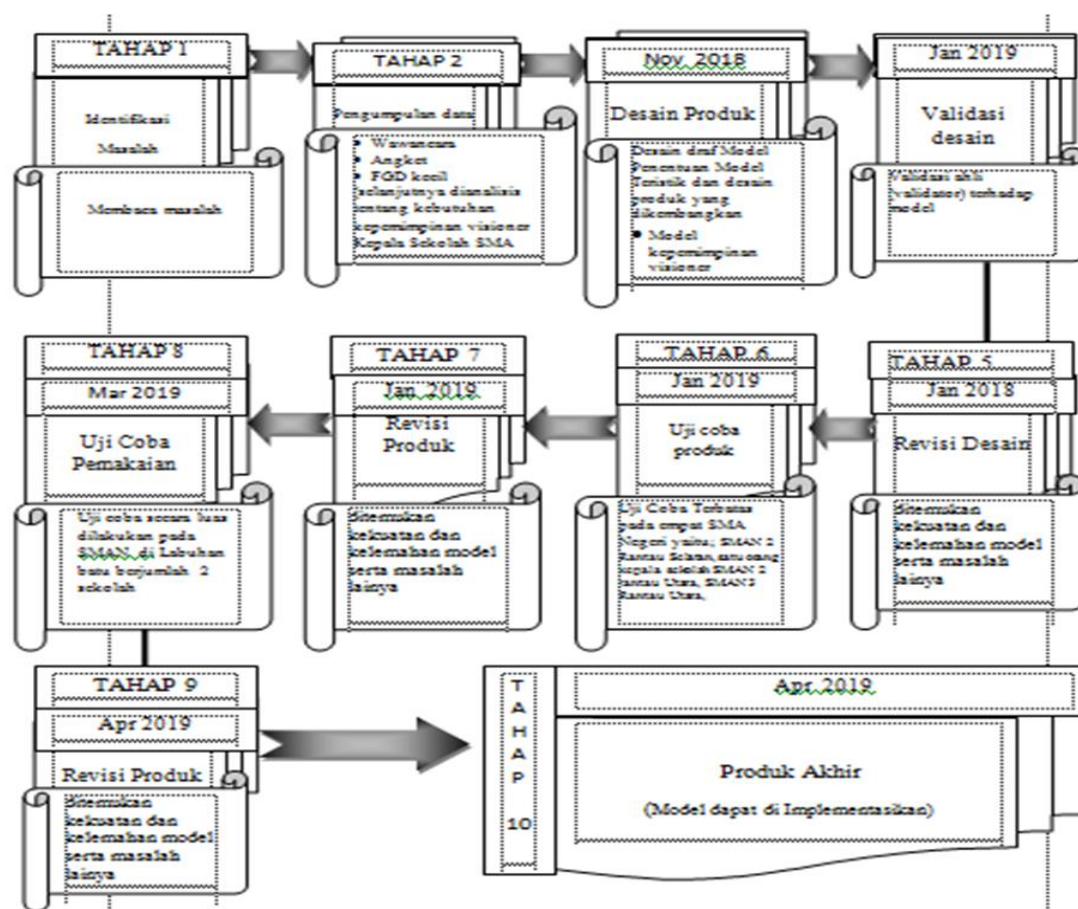 TAHAP 1
Identifikasi
Masalah
Membaca masalah
TAHAP 2
Pengumpulan data
• Wawancara
• Angket
• FGD kecil
selanjutnya dianalisis
tentang kebutuhan
kepemimpinan visioner
Kepala Sekolah SMA
Nov 2018
Desain Produk
Desain draf Model
Penentuan Model
Teristik dan desain
produk yang
dikembangkan
• Model
kepemimpinan
visioner
Jan 2019
Validasi
desain
Validasi ahli
(validator) terhadap
model
TAHAP 5
Jan 2018
Revisi Desain
Ditemukan
kekuatan dan
kelemahan model
serta masalah
lainya
TAHAP 6
Jan 2019
Uji coba
produk
Uji Coba Terbatas
pada empat SMA
Negeri yaitu; SMAN 2
Rantau Selatan, satu orang
kepala sekolah SMAN 2
rantau Utara, SMAN 3
Rantau Utara,
TAHAP 7
Jan 2019
Revisi
Produk
Ditemukan
kekuatan dan
kelemahan model
serta masalah
lainya
TAHAP 8
Mar 2019
Uji Coba
Pemakaian
Uji coba secara luas
dilakukan pada
SMAN di Labuhan
batu berjumlah 2
sekolah
TAHAP 9
Apr 2019
Revisi Produk
Ditemukan
kekuatan dan
kelemahan model
serta masalah
lainya
TAHAP 10
Apr 2019
Produk Akhir
(Model dapat di Implementasikan)